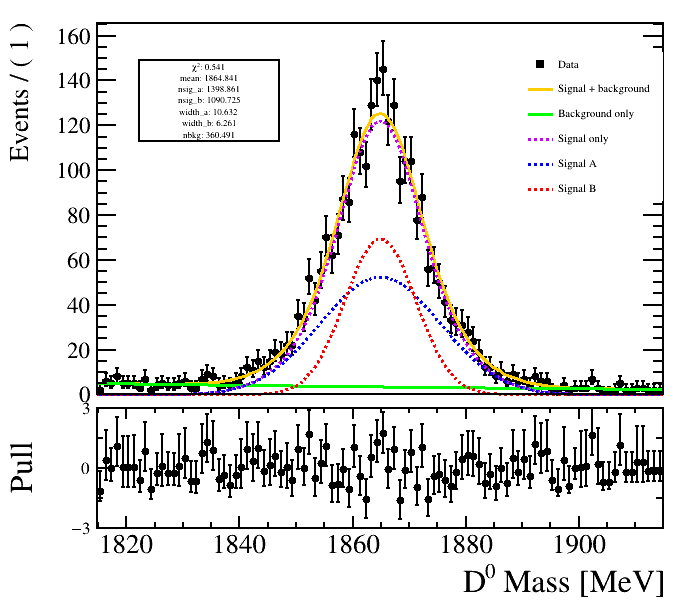 Events / ( 1 )
160
140
120
100
80
60
40
20
0
χ²: 0.541
mean: 1864.841
nsig_a: 1398.861
nsig_b: 1090.725
width_a: 10.632
width_b: 6.261
nbkg: 360.491
Data
Signal + background
Background only
Signal only
Signal A
Signal B
Pull
3
0
−3
1820 1840 1860 1880 1900
D⁰ Mass [MeV]